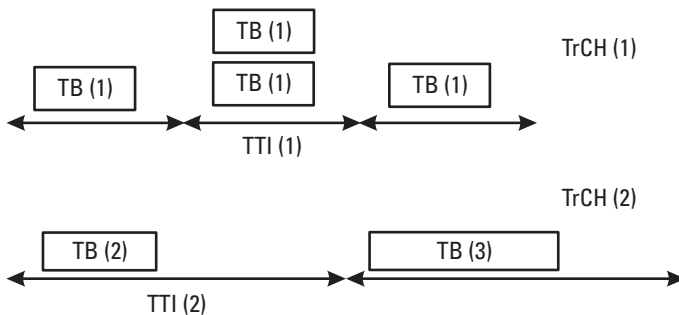 TB (1)
TrCH (1)
TB (1) TB (1) TB (1)
TTI (1)
TrCH (2)
TB (2) TB (3)
TTI (2)